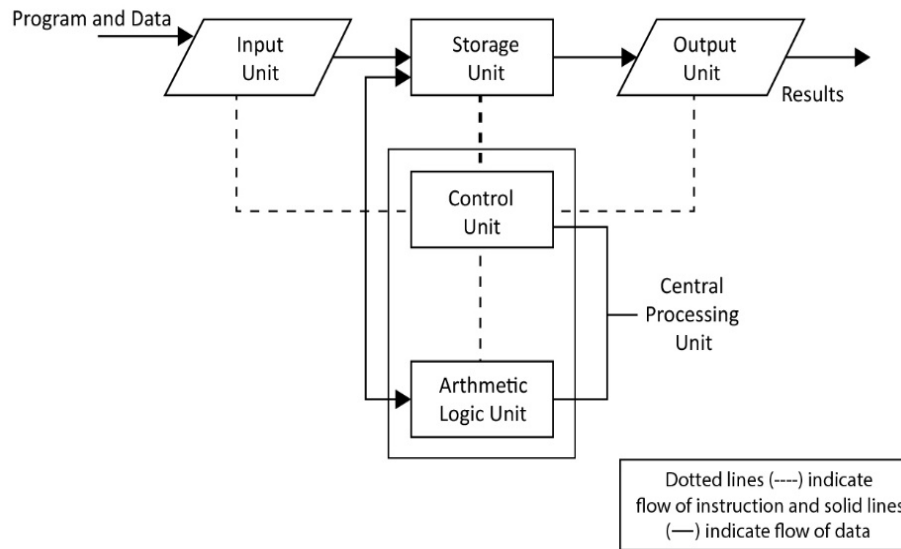 Program and Data
Input
Unit
Storage
Unit
Output
Unit
Results
Control
Unit
Central
Processing
Unit
Arthmetic
Logic Unit
Dotted lines (----) indicate
flow of instruction and solid lines
(—) indicate flow of data